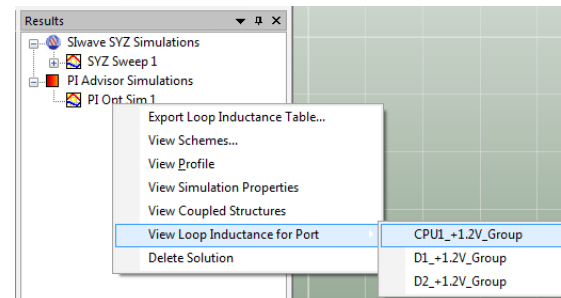 Results
SIwave SYZ Simulations
SYZ Sweep 1
PI Advisor Simulations
PI Opt Sim 1
Export Loop Inductance Table...
View Schemes...
View Profile
View Simulation Properties
View Coupled Structures
View Loop Inductance for Port
CPU1_+1.2V_Group
Delete Solution
D1_+1.2V_Group
D2_+1.2V_Group